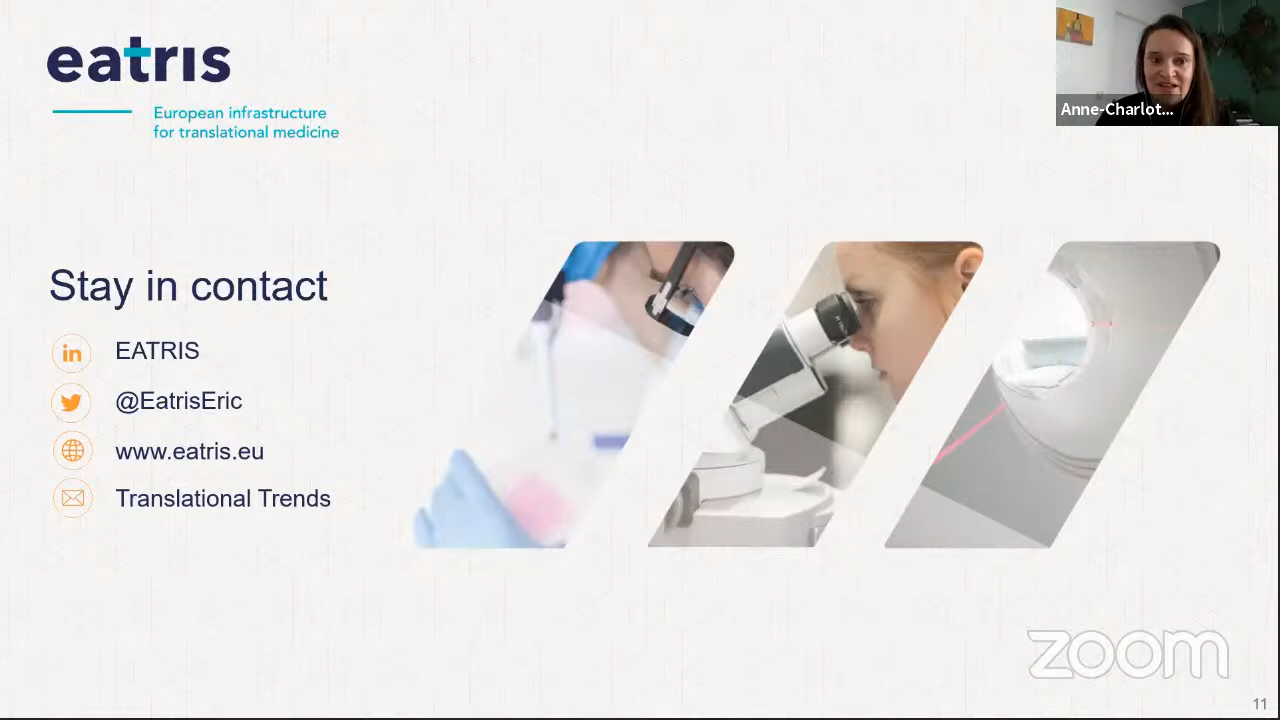 eatris
European infrastructure
for translational medicine
Anne-Charlot...
Stay in contact
in EATRIS
@EatrisEric
www.eatris.eu
Translational Trends
zoom
11